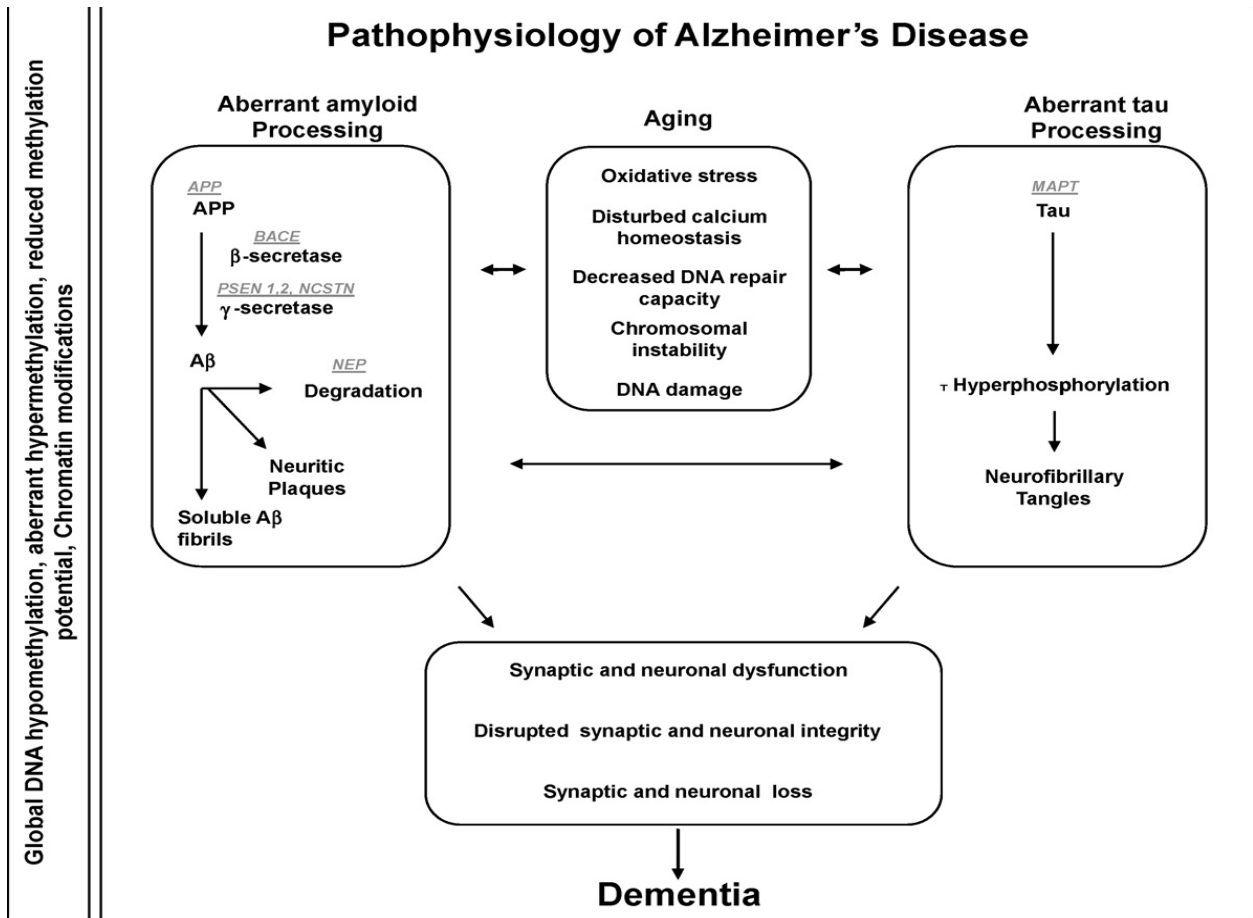 Global DNA hypomethylation, aberrant hypermethylation, reduced methylation
potential, Chromatin modifications
Pathophysiology of Alzheimer’s Disease
Aberrant amyloid
Processing
APP
APP
BACE
β-secretase
PSEN 1,2, NCSTN
γ-secretase
Aβ
NEP
Degradation
Neuritic
Plaques
Soluble Aβ
fibrils
Aging
Oxidative stress
Disturbed calcium
homeostasis
Decreased DNA repair
capacity
Chromosomal
instability
DNA damage
Aberrant tau
Processing
MAPT
Tau
τ Hyperphosphorylation
Neurofibrillary
Tangles
Synaptic and neuronal dysfunction
Disrupted synaptic and neuronal integrity
Synaptic and neuronal loss
Dementia